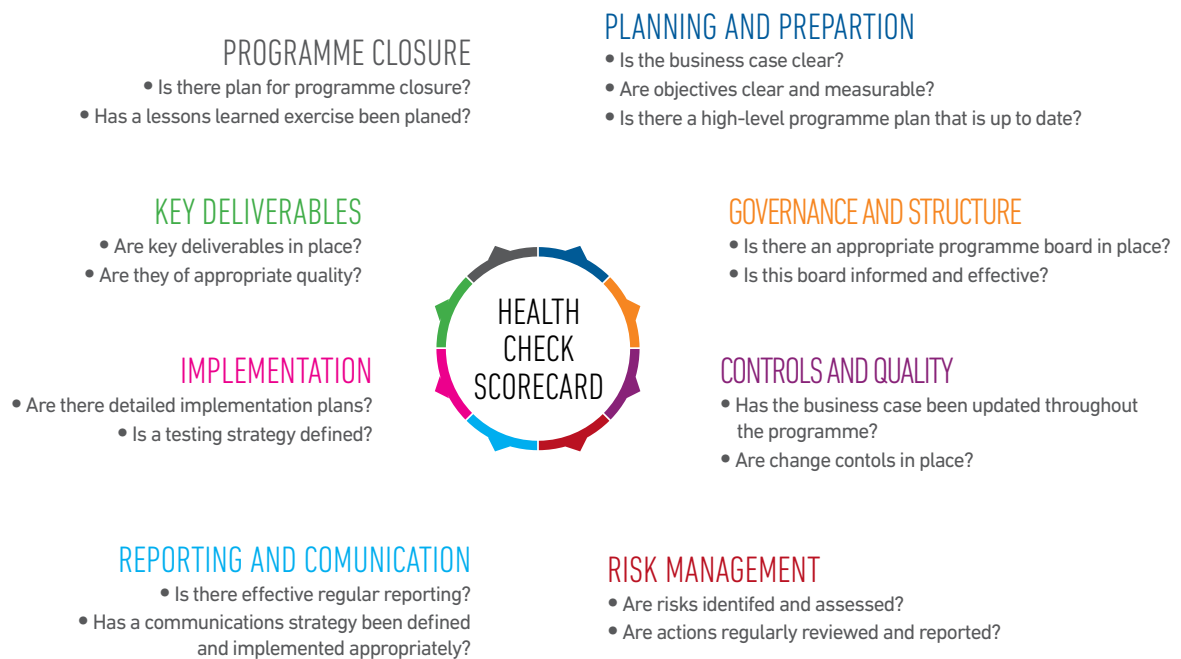 PROGRAMME CLOSURE
• Is there plan for programme closure?
• Has a lessons learned exercise been planed?
PLANNING AND PREPARTION
• Is the business case clear?
• Are objectives clear and measurable?
• Is there a high-level programme plan that is up to date?
KEY DELIVERABLES
• Are key deliverables in place?
• Are they of appropriate quality?
GOVERNANCE AND STRUCTURE
• Is there an appropriate programme board in place?
• Is this board informed and effective?
HEALTH
CHECK
SCORECARD
IMPLEMENTATION
• Are there detailed implementation plans?
• Is a testing strategy defined?
CONTROLS AND QUALITY
• Has the business case been updated throughout
the programme?
• Are change contols in place?
REPORTING AND COMUNICATION
• Is there effective regular reporting?
• Has a communications strategy been defined
and implemented appropriately?
RISK MANAGEMENT
• Are risks identifed and assessed?
• Are actions regularly reviewed and reported?